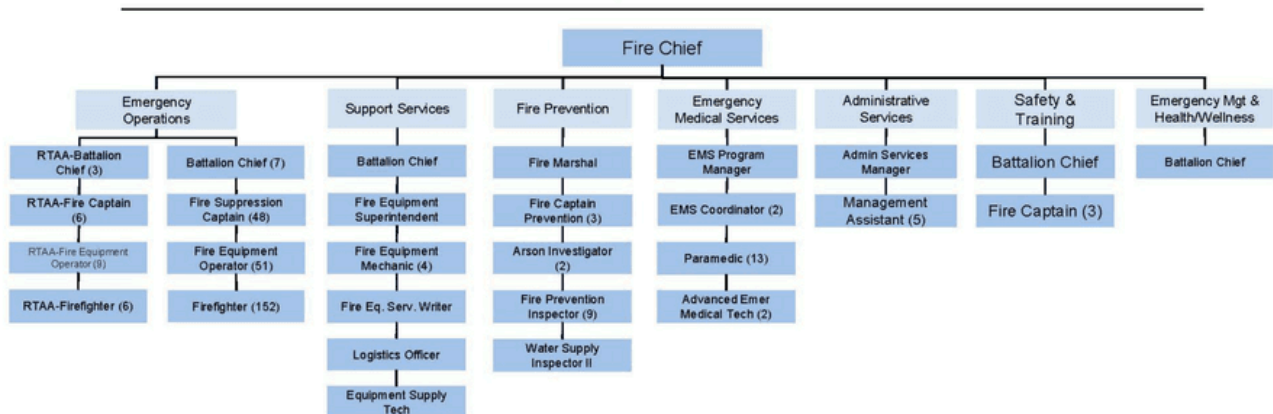 Fire Chief
Emergency
Operations
Support Services
Fire Prevention
Emergency
Medical Services
Administrative
Services
Safety &
Training
Emergency Mgt &
Health/Wellness
RTAA-Battalion
Chief (3)
RTAA-Fire Captain
(6)
RTAA-Fire Equipment
Operator (9)
RTAA-Firefighter (6)
Battalion Chief (7)
Fire Suppression
Captain (48)
Fire Equipment
Operator (51)
Firefighter (152)
Battalion Chief
Fire Equipment
Superintendent
Fire Equipment
Mechanic (4)
Fire Eq. Serv. Writer
Logistics Officer
Equipment Supply
Tech
Fire Marshal
Fire Captain
Prevention (3)
Arson Investigator
(2)
Fire Prevention
Inspector (9)
Water Supply
Inspector II
EMS Program
Manager
EMS Coordinator (2)
Paramedic (13)
Advanced Emer
Medical Tech (2)
Admin Services
Manager
Management
Assistant (5)
Battalion Chief
Fire Captain (3)
Battalion Chief